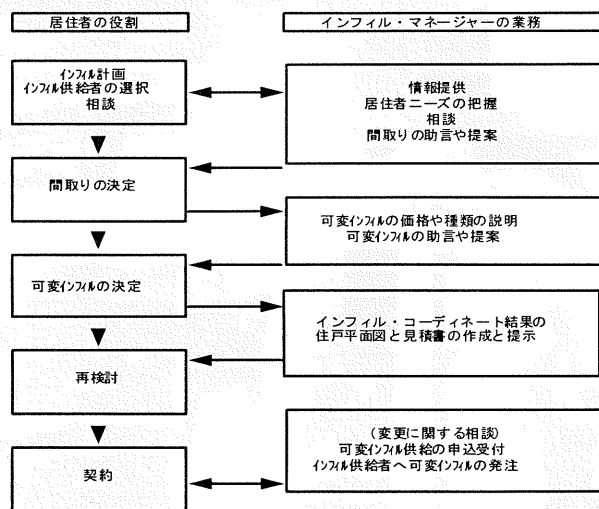 居住者の役割
インフィル・マネージャーの業務
ｲﾝﾌｨﾙ計画
ｲﾝﾌｨﾙ供給者の選択
相談
情報提供
居住者ニーズの把握
相談
間取りの助言や提案
間取りの決定
可変ｲﾝﾌｨﾙの価格や種類の説明
可変ｲﾝﾌｨﾙの助言や提案
可変ｲﾝﾌｨﾙの決定
インフィル・コーディネート結果の
住戸平面図と見積書の作成と提示
再検討
(変更に関する相談)
可変ｲﾝﾌｨﾙ供給の申込受付
ｲﾝﾌｨﾙ供給者へ可変ｲﾝﾌｨﾙの発注
契約